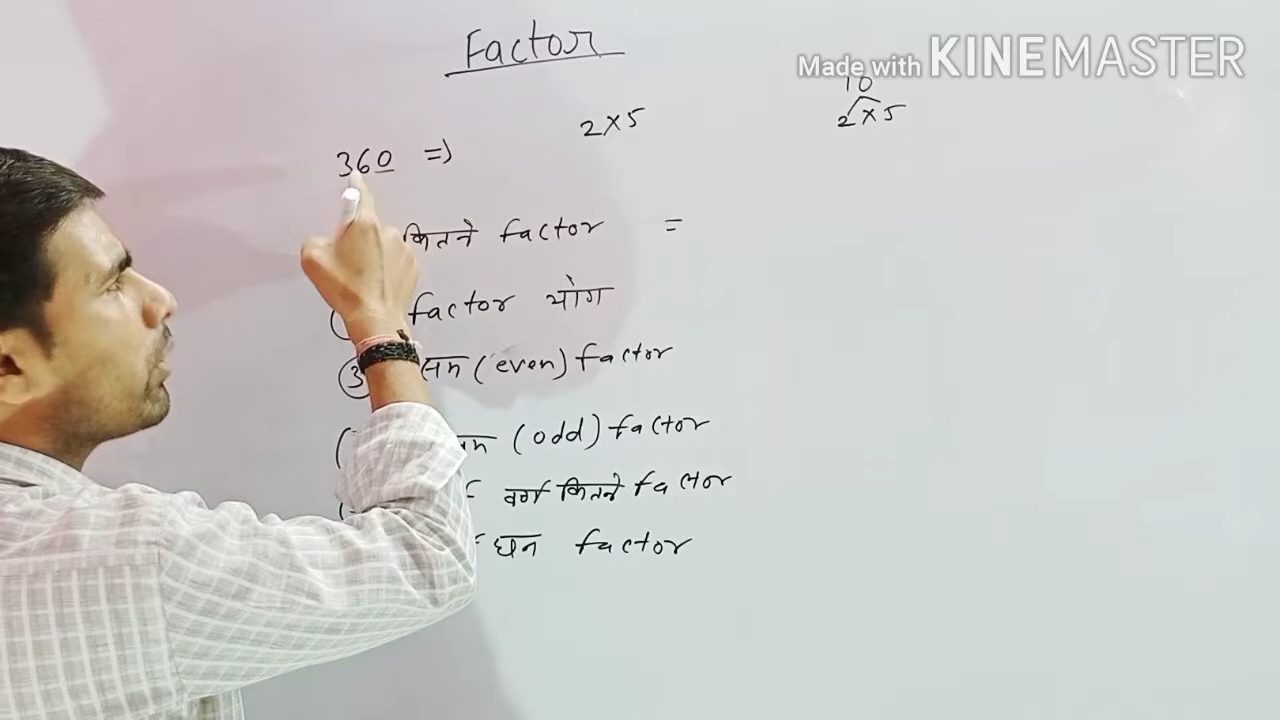 Factor
Made with KINEMASTER
10
2×5
2×5
360 ⇒
कितने factor =
factor योग
3 सम (even) factor
(odd) factor
वर्ग कितने factor
घन factor